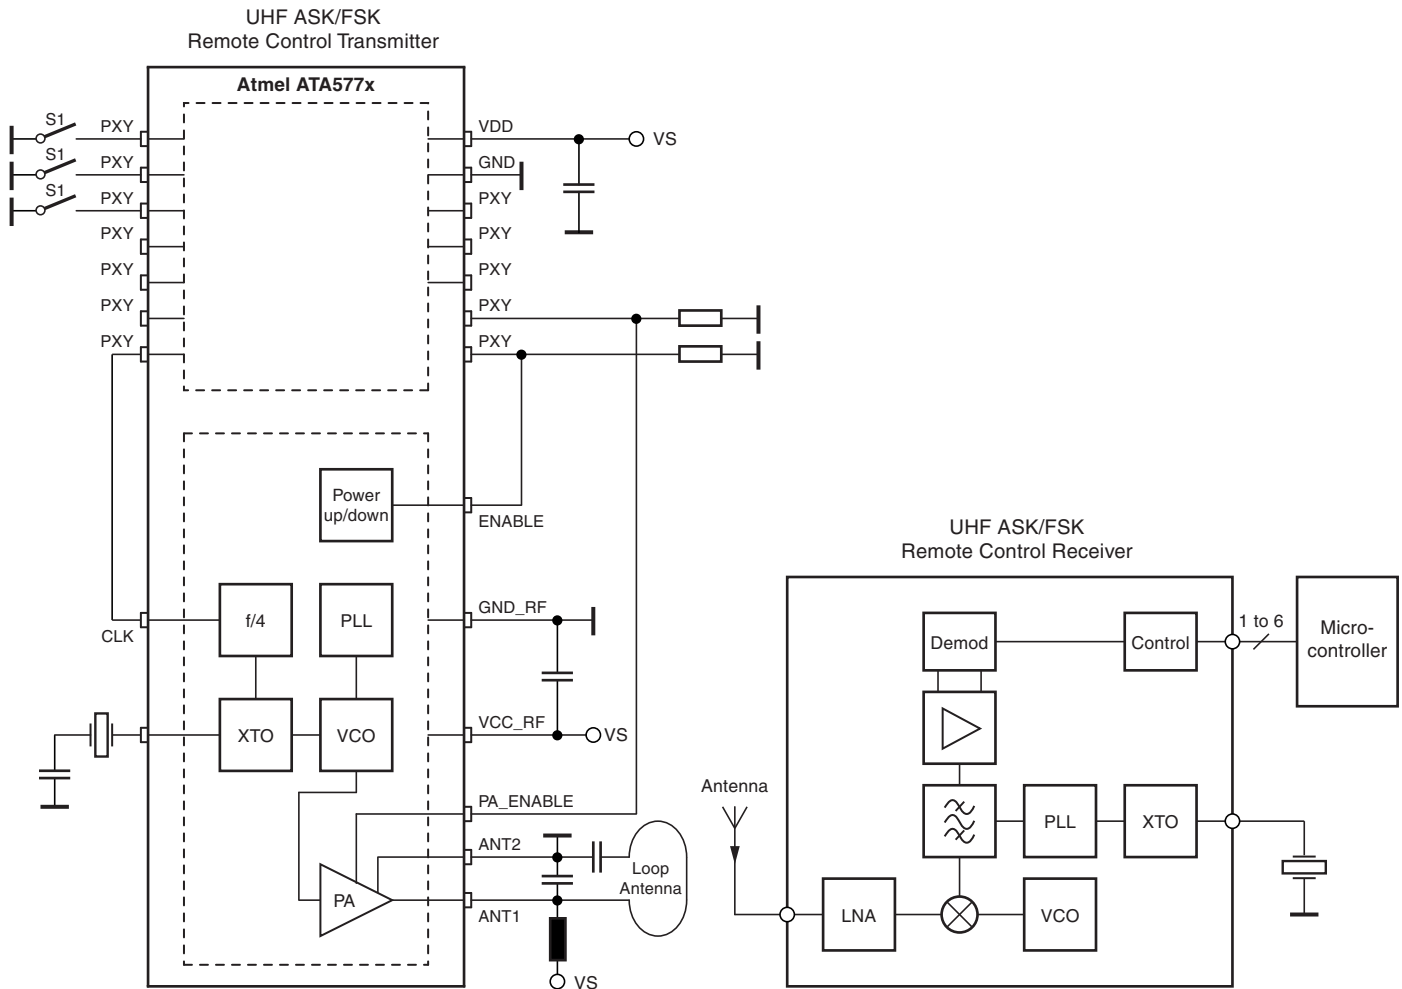 UHF ASK/FSK
Remote Control Transmitter
Atmel ATA577x
S1
PXY
VDD
VS
S1
PXY
GND
S1
PXY
PXY
PXY
PXY
PXY
PXY
PXY
PXY
PXY
PXY
Power
up/down
ENABLE
CLK
f/4
PLL
GND_RF
XTO
VCO
VCC_RF
VS
PA_ENABLE
ANT2
PA
ANT1
Loop
Antenna
VS
UHF ASK/FSK
Remote Control Receiver
Demod
Control
1 to 6
Micro-
controller
Antenna
PLL
XTO
LNA
VCO